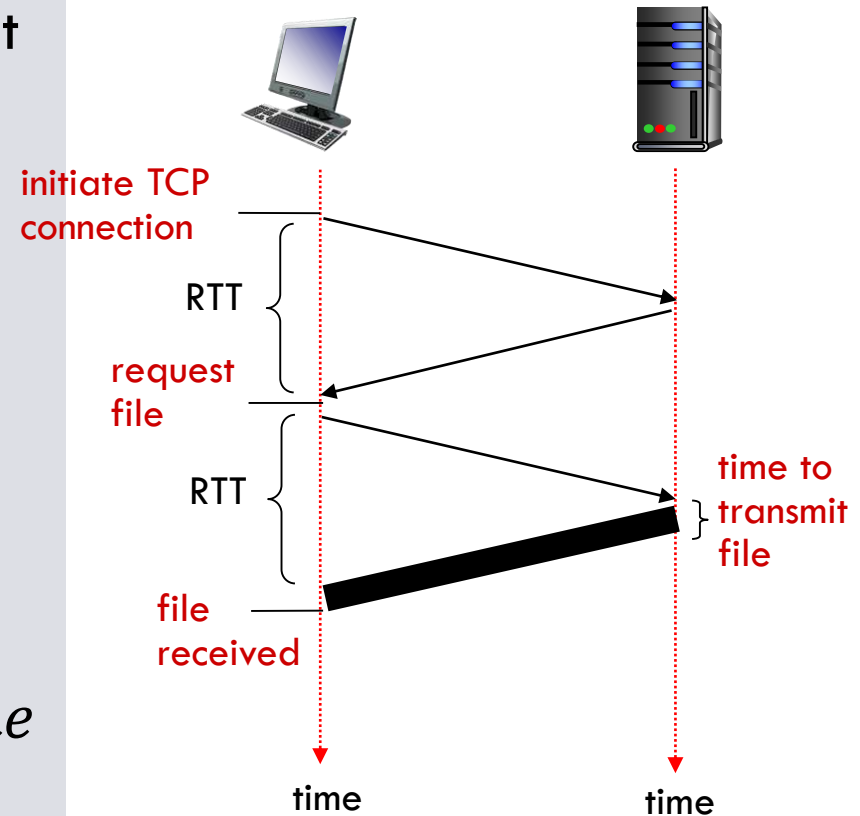 t
initiate TCP
connection
RTT
request
file
RTT
time to
transmit
file
file
received
e
time
time